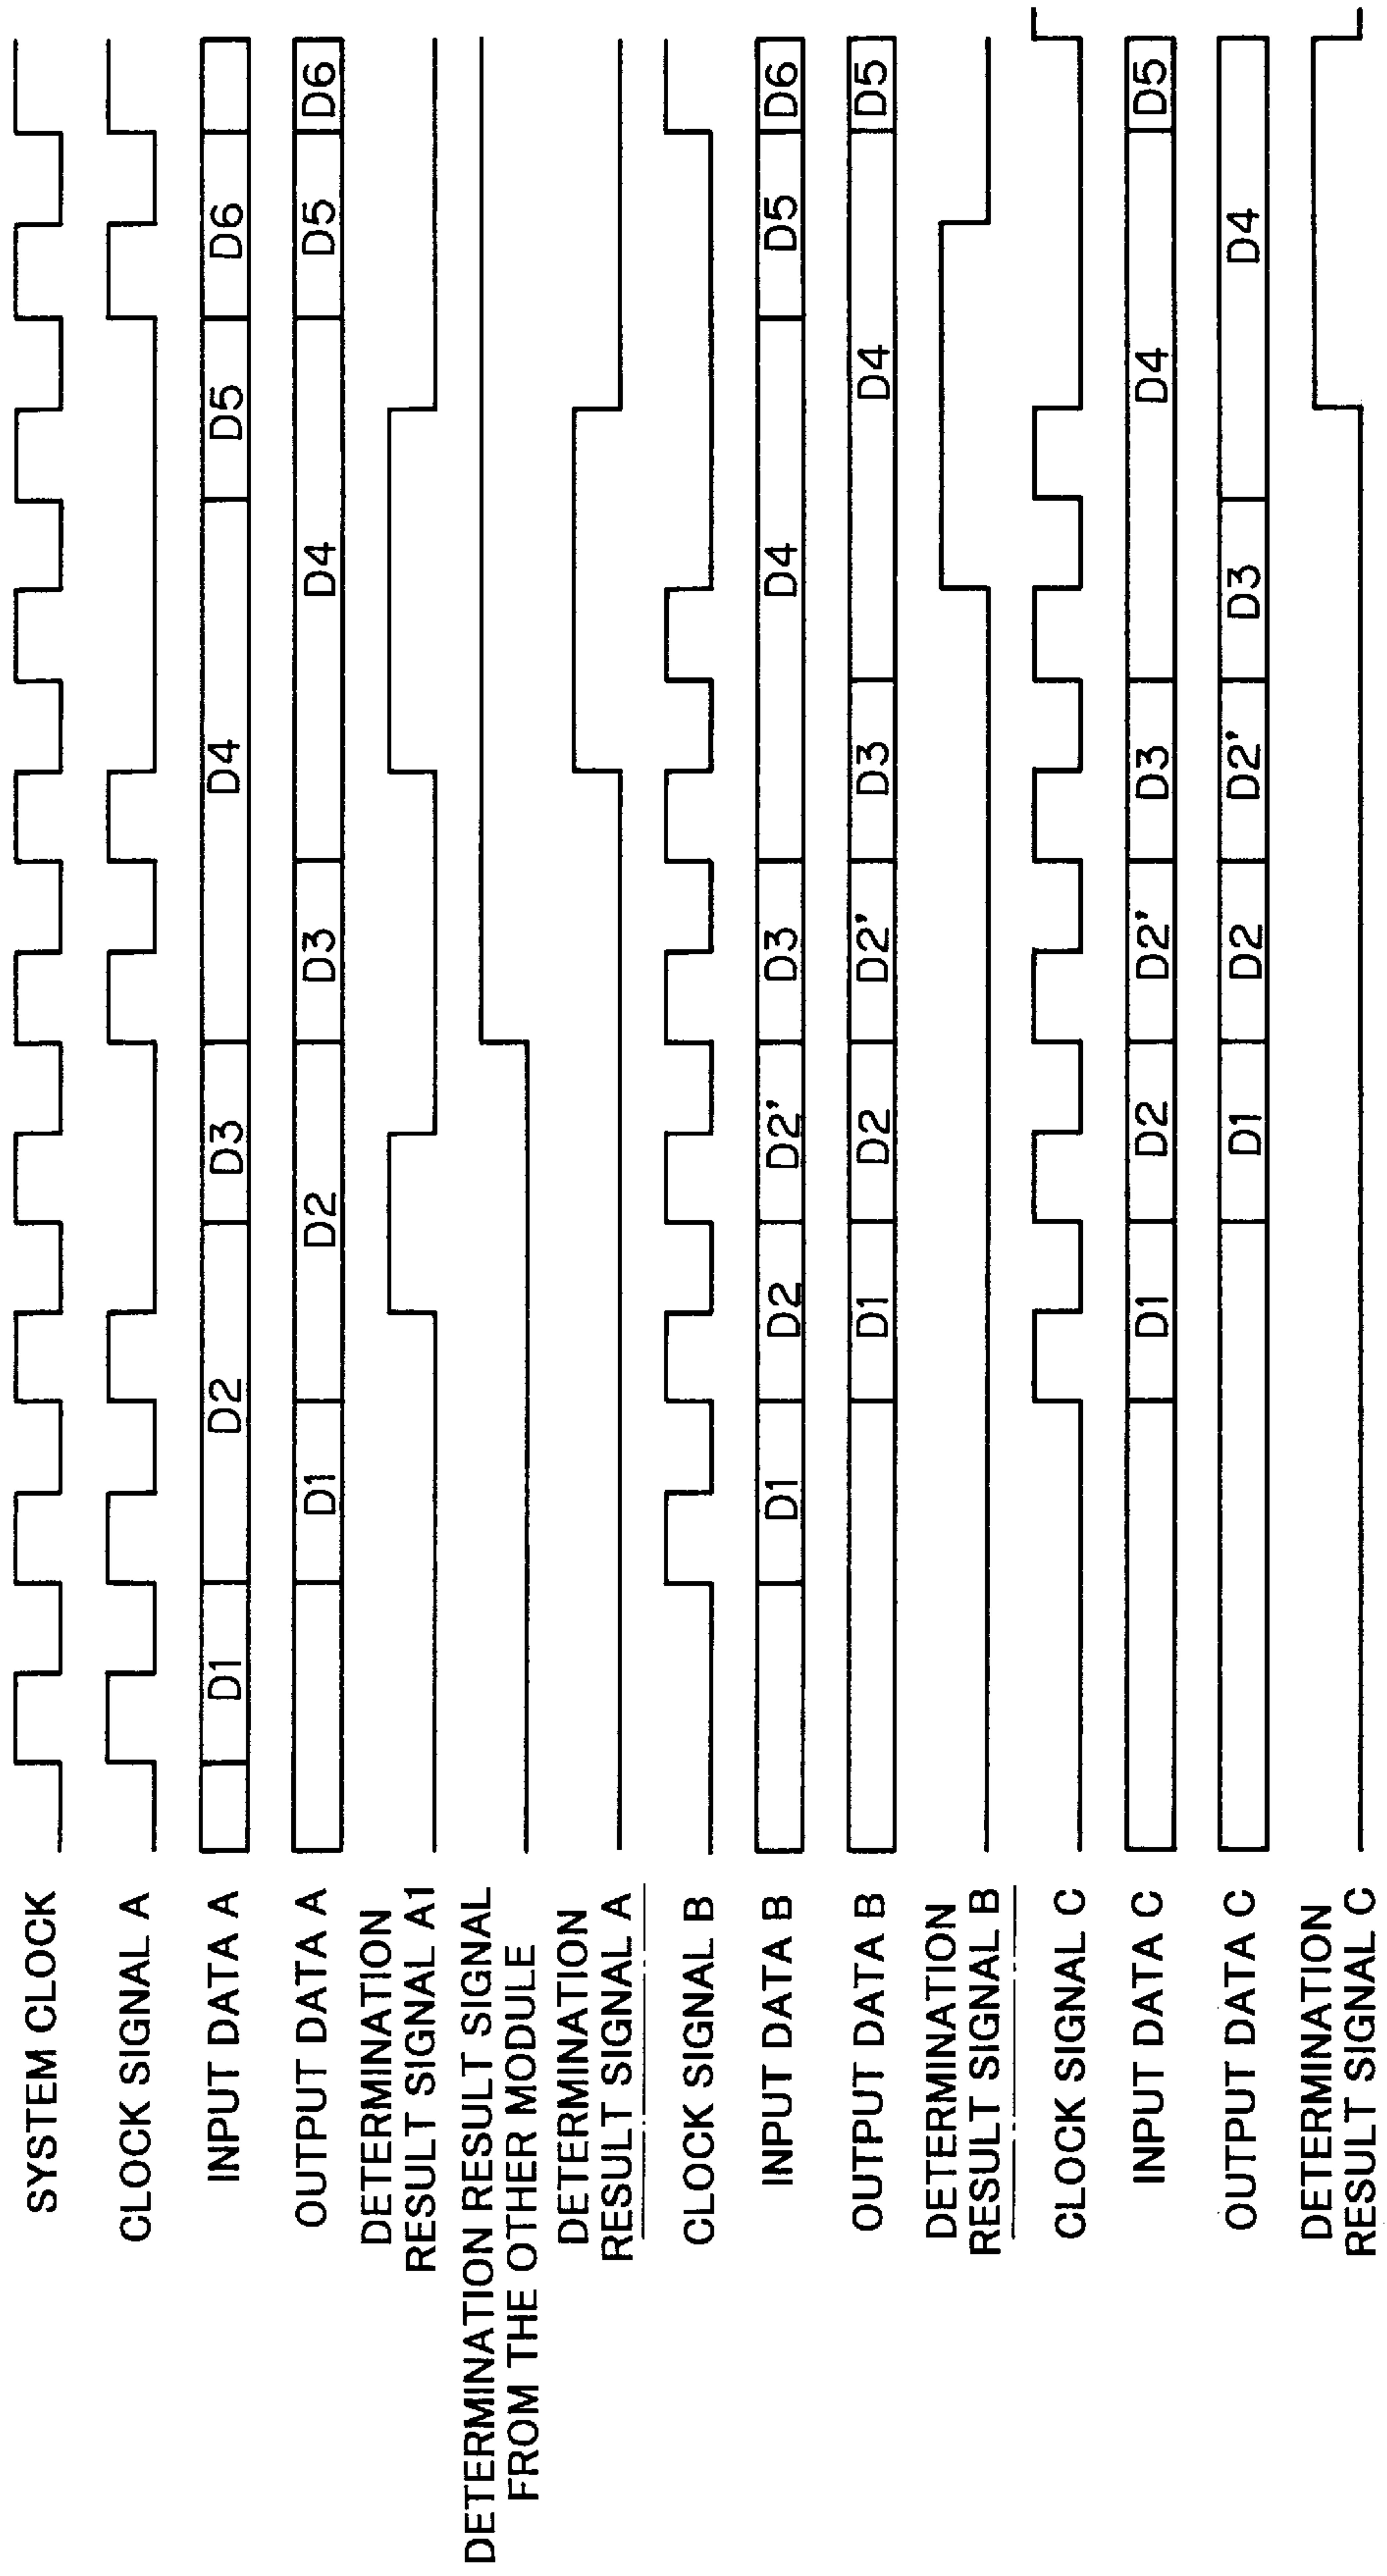 SYSTEM CLOCK
CLOCK SIGNAL A
INPUT DATA A D1 D2 D3 D4 D5 D6
OUTPUT DATA A D1 D2 D3 D4 D5 D6
DETERMINATION
RESULT SIGNAL A1
DETERMINATION RESULT SIGNAL
FROM THE OTHER MODULE
DETERMINATION
RESULT SIGNAL A
CLOCK SIGNAL B
INPUT DATA B D1 D2 D2' D3 D4 D5 D6
OUTPUT DATA B D1 D2 D2' D3 D4 D5
DETERMINATION
RESULT SIGNAL B
CLOCK SIGNAL C
INPUT DATA C D1 D2 D2' D3 D4 D5
OUTPUT DATA C D1 D2 D2' D3 D4
DETERMINATION
RESULT SIGNAL C